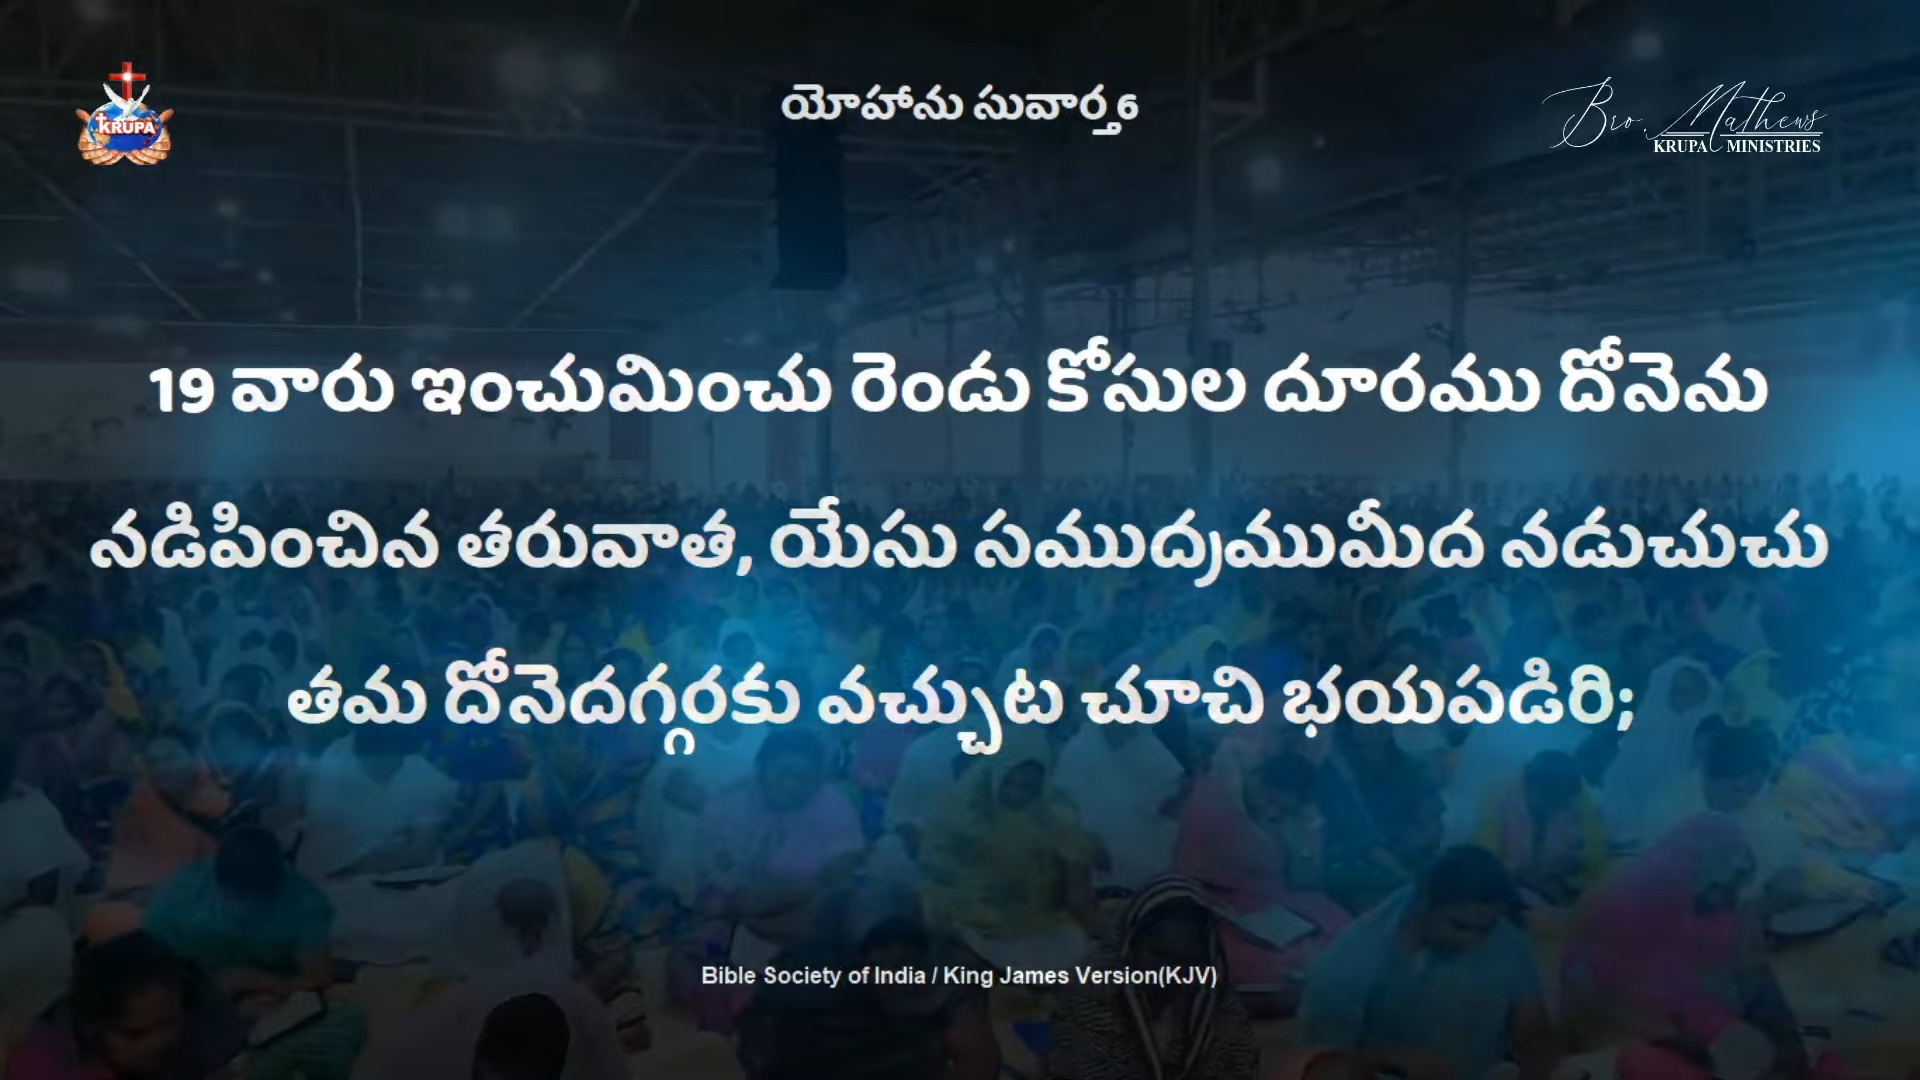 KRUPA
యోహాను సువార్త 6
Bro. Mathews
KRUPA MINISTRIES
19 వారు ఇంచుమించు రెండు కోసుల దూరము దోనెను
నడిపించిన తరువాత, యేసు సముద్రముమీద నడుచుచు
తమ దోనెదగ్గరకు వచ్చుట చూచి భయపడిరి;
Bible Society of India / King James Version(KJV)